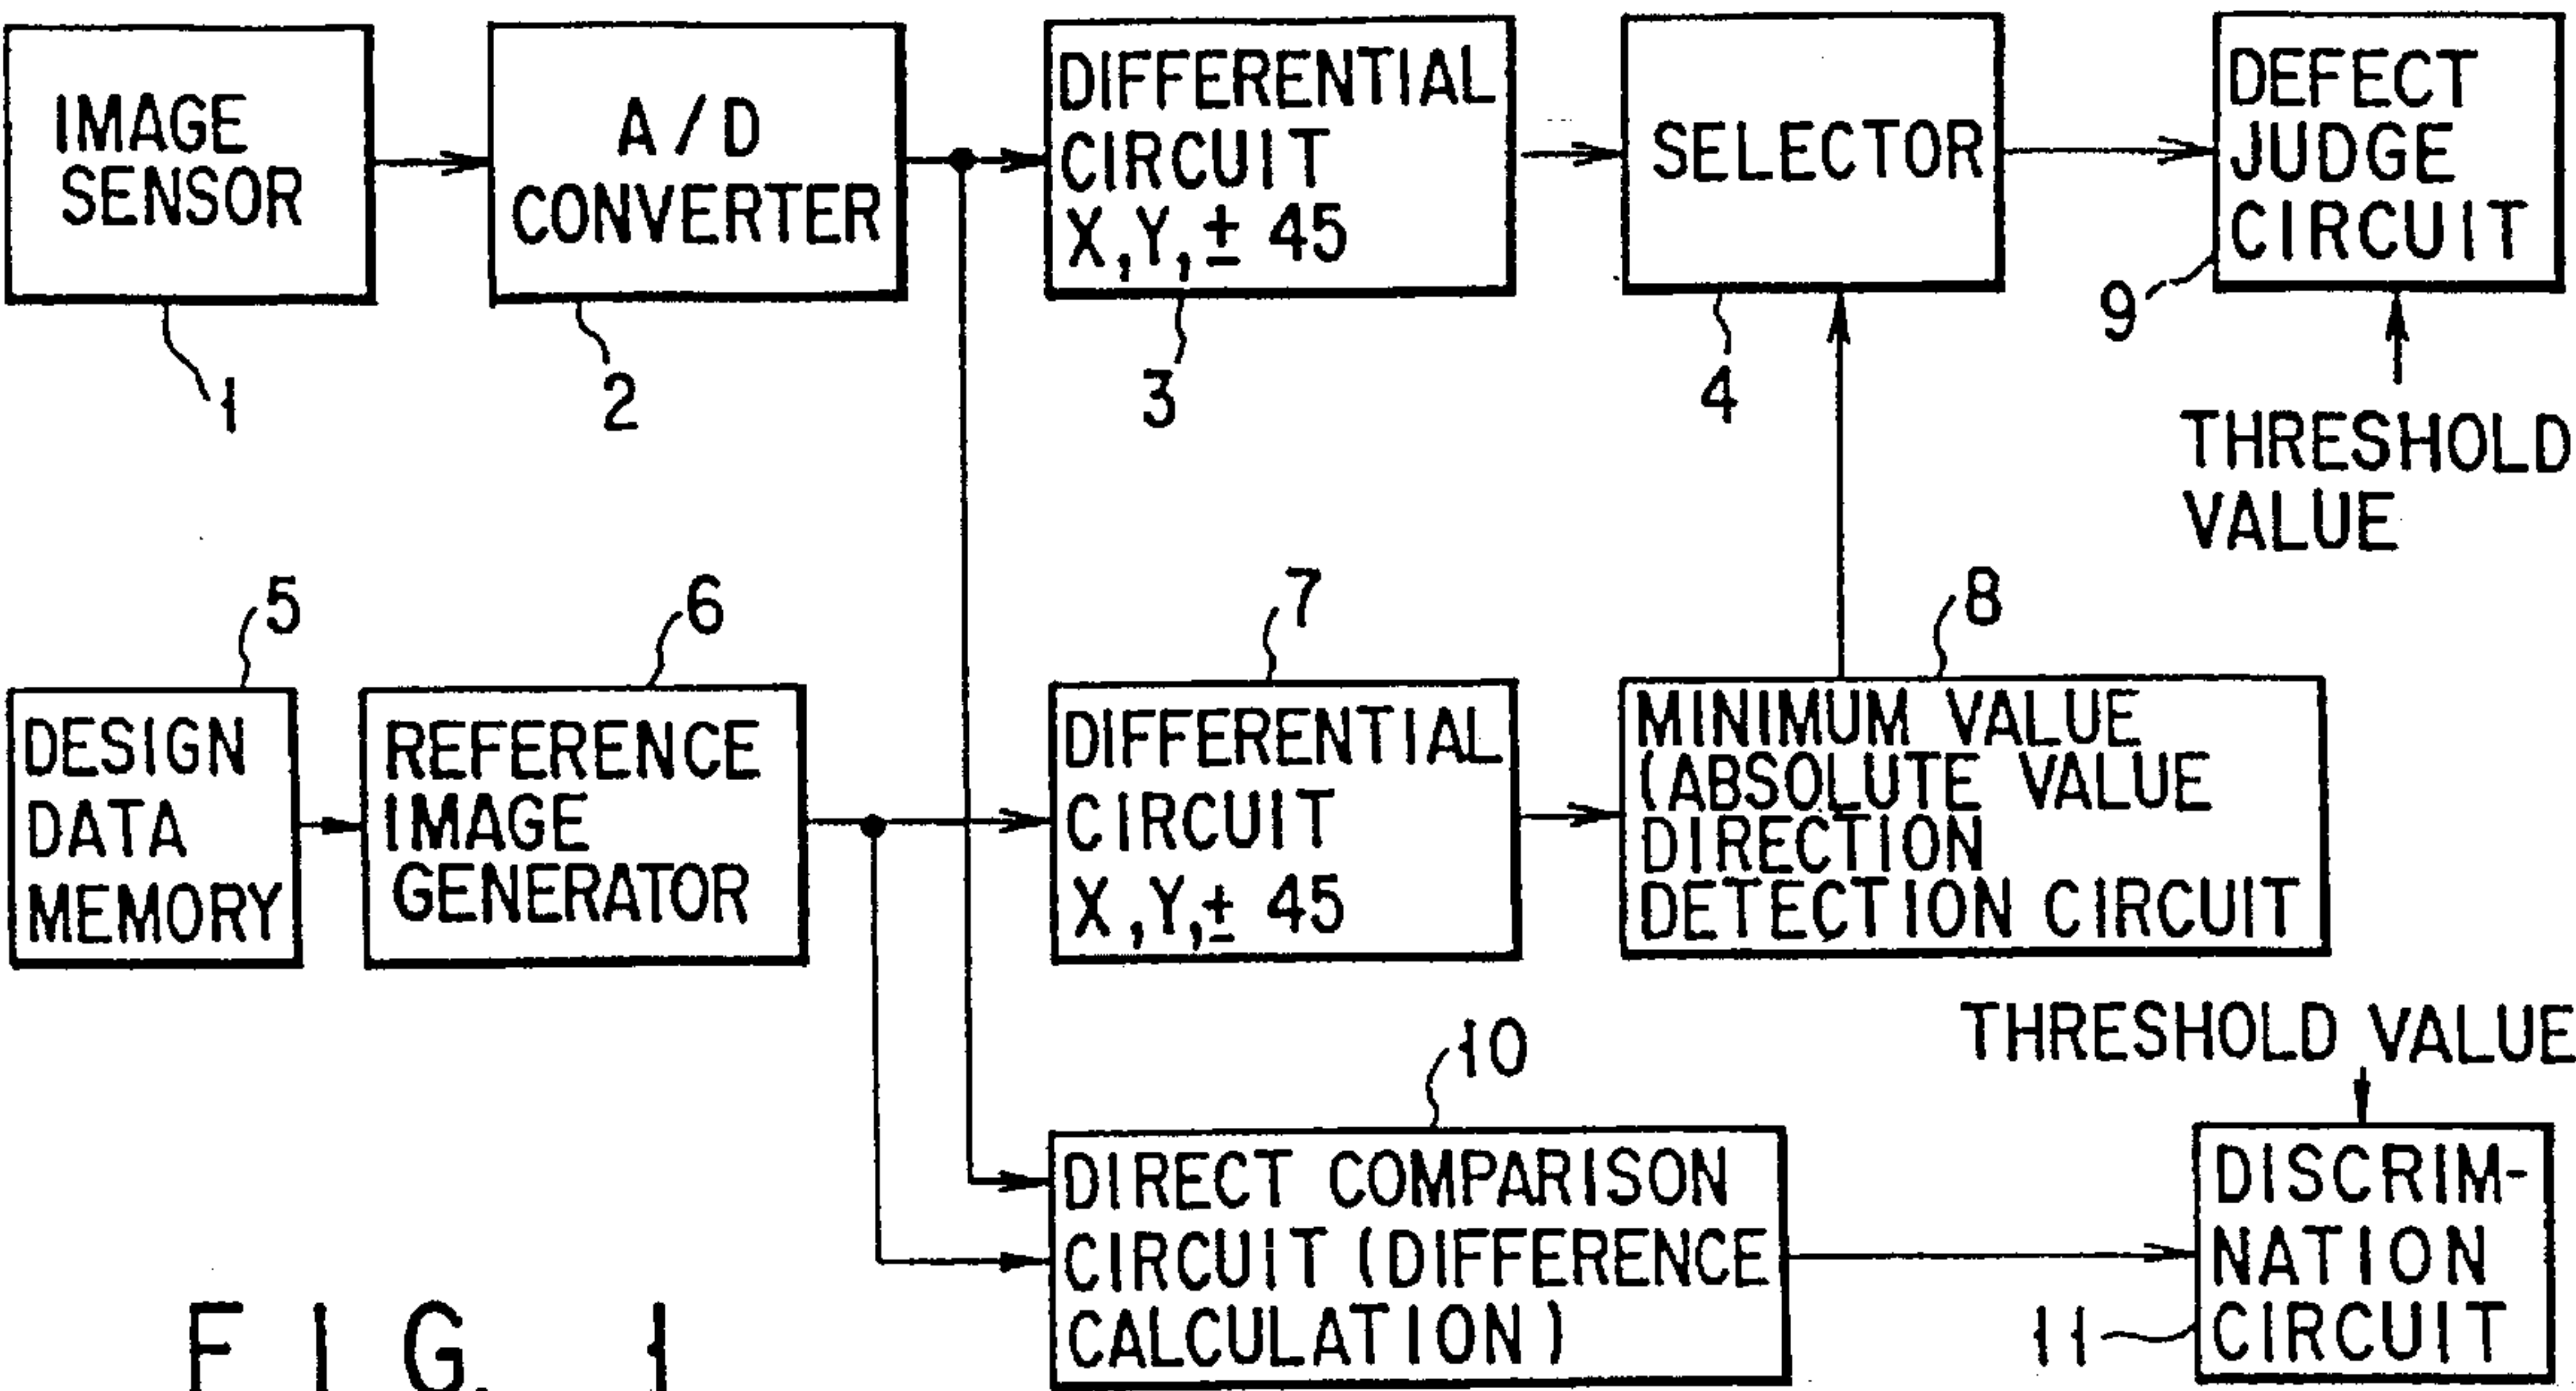 IMAGE
SENSOR
A/D
CONVERTER
DIFFERENTIAL
CIRCUIT
X,Y,± 45
SELECTOR
DEFECT
JUDGE
CIRCUIT
1
2
3
4
9
THRESHOLD
VALUE
5
6
7
8
DESIGN
DATA
MEMORY
REFERENCE
IMAGE
GENERATOR
DIFFERENTIAL
CIRCUIT
X,Y,± 45
MINIMUM VALUE
(ABSOLUTE VALUE
DIRECTION
DETECTION CIRCUIT
THRESHOLD VALUE
10
DIRECT COMPARISON
CIRCUIT (DIFFERENCE
CALCULATION)
DISCRIM-
NATION
CIRCUIT
11
FIG. 1